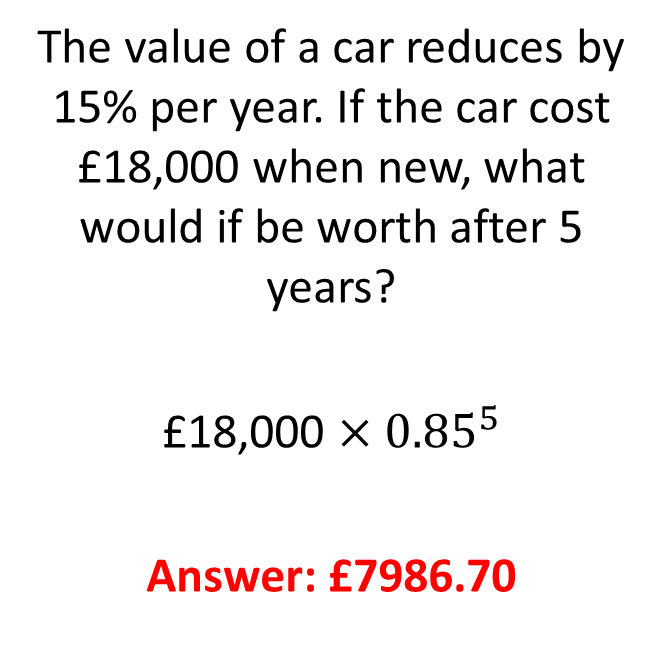 The value of a car reduces by
15% per year. If the car cost
£18,000 when new, what
would if be worth after 5
years?
£18,000 × 0.85⁵
Answer: £7986.70